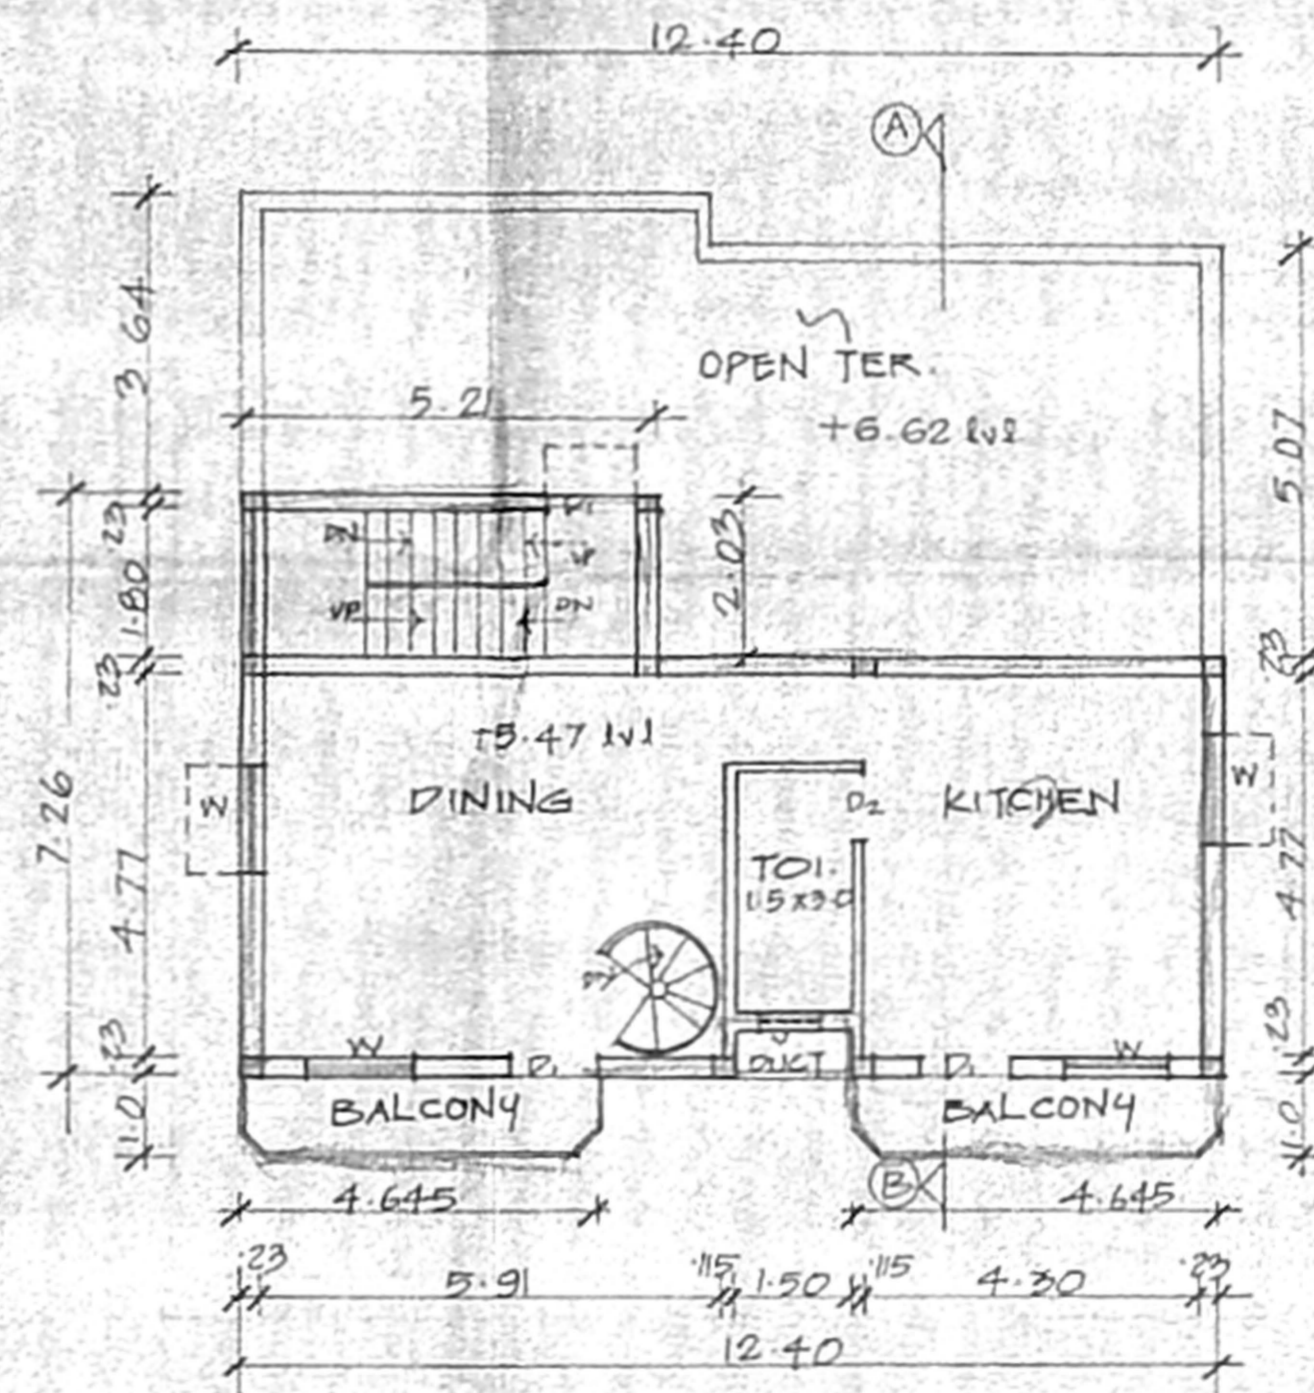 12.40
A
3.64
OPEN TER.
+6.62 lvl
5.21
5.07
.23
D1
DN
UP
1.80
2.03
UP
DN
.23
.23
+5.47 lvl
DINING
KITCHEN
W
W
D2
7.26
TOI.
1.5x3.0
4.77
4.77
DN
.23
.23
W
D1
V
DUCT
D1
W
BALCONY
BALCONY
1.0
1.0
B
4.645
4.645
.23
5.91
.115
1.50
.115
4.30
.23
12.40